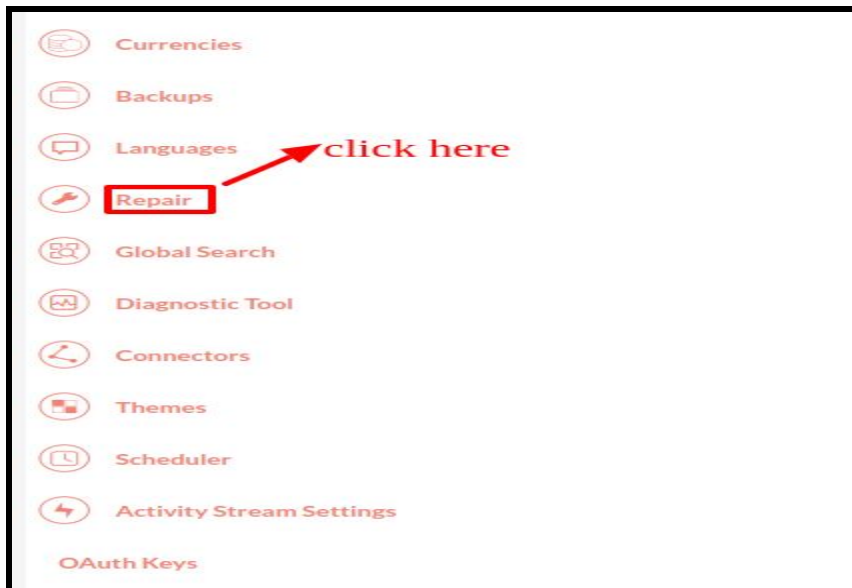 Currencies
Backups
Languages
click here
Repair
Global Search
Diagnostic Tool
Connectors
Themes
Scheduler
Activity Stream Settings
OAuth Keys